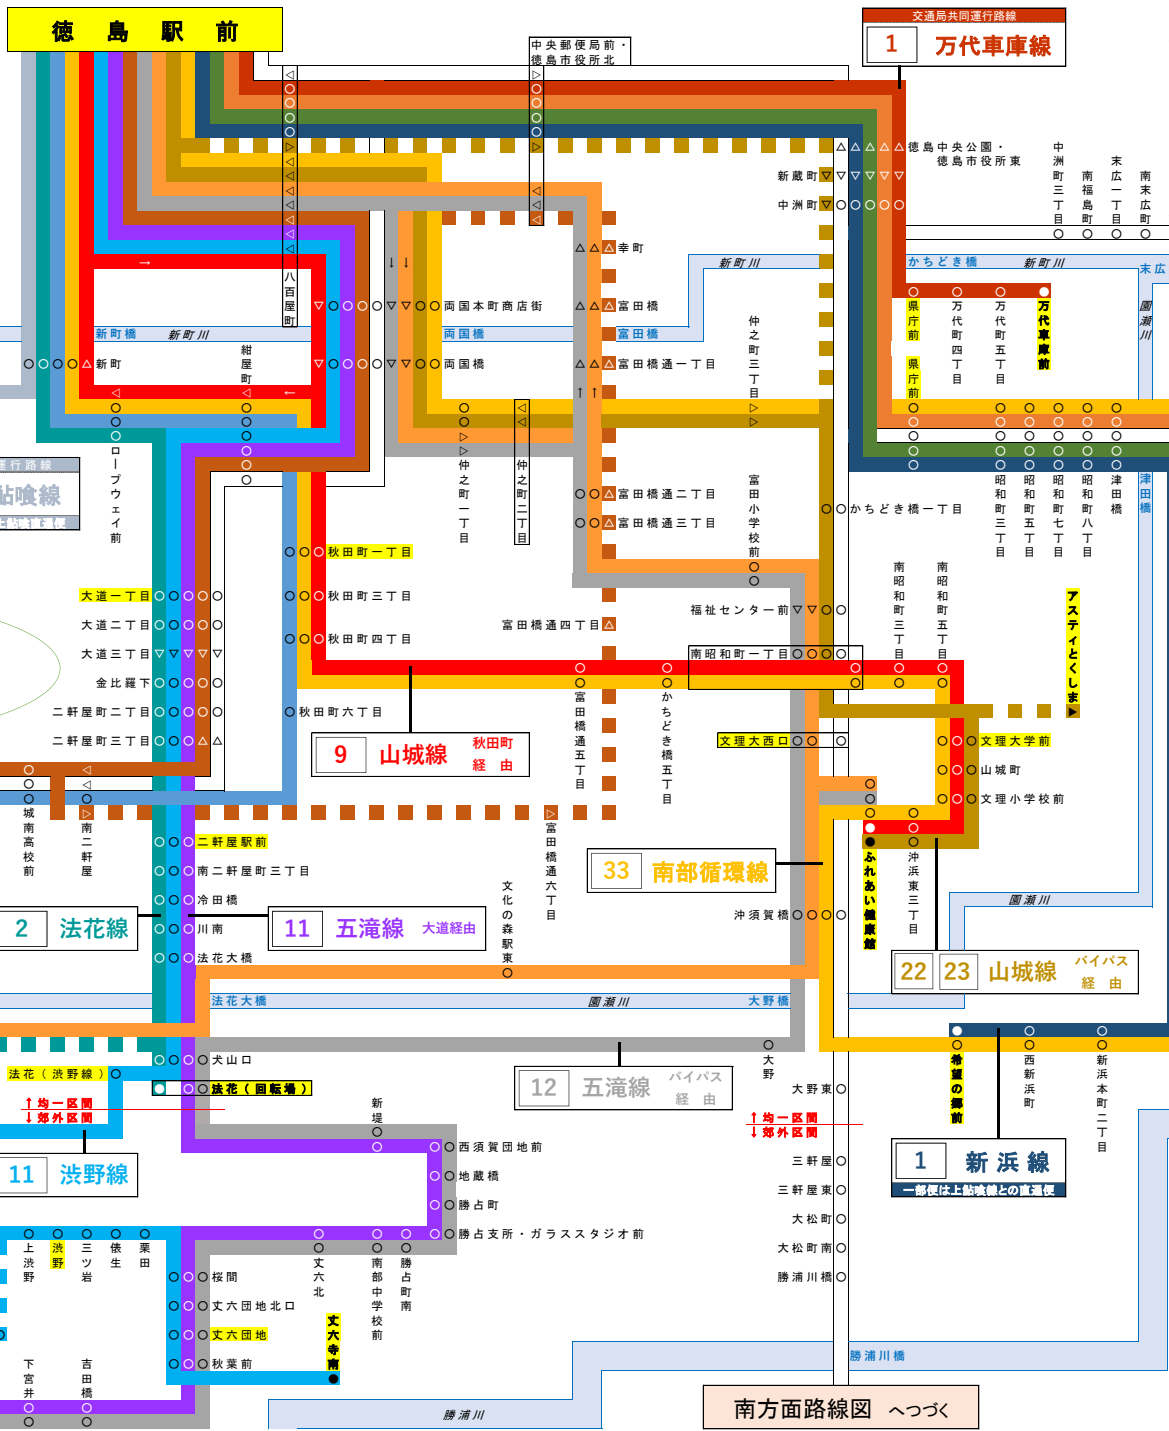 徳島駅前
交通局共同運行路線
1 万代車庫線
中央郵便局前・
徳島市役所北
徳島中央公園・
徳島市役所東
新蔵町
中洲町
中洲町三丁目
南福島町
末広一丁目
南末広町
幸町
新町川
かちどき橋
新町川
末広
八百屋町
両国本町商店街
富田橋
県庁前
万代町四丁目
万代町五丁目
万代車庫前
園瀬川
新町橋
新町川
両国橋
富田橋
仲之町三丁目
新町
紺屋町
両国橋
富田橋通一丁目
県庁前
運行路線
鮎喰線
上鮎喰直通便
ロープウェイ前
仲之町一丁目
仲之町二丁目
富田橋通二丁目
富田橋通三丁目
富田小学校前
かちどき橋一丁目
昭和町三丁目
昭和町五丁目
昭和町七丁目
昭和町八丁目
津田橋
津田橋
秋田町一丁目
南昭和町三丁目
南昭和町五丁目
アスティとくしま
大道一丁目
秋田町三丁目
福祉センター前
大道二丁目
富田橋通四丁目
秋田町四丁目
大道三丁目
南昭和町一丁目
金比羅下
二軒屋町二丁目
秋田町六丁目
富田橋通五丁目
かちどき橋五丁目
二軒屋町三丁目
9 山城線 秋田町経由
文理大西口
文理大学前
山城町
文理小学校前
城南高校前
南二軒屋
富田橋通六丁目
二軒屋駅前
南二軒屋町三丁目
33 南部循環線
ふれあい健康館
沖浜東三丁目
冷田橋
文化の森駅東
園瀬川
2 法花線
11 五滝線 大道経由
川南
沖須賀橋
法花大橋
22 23 山城線 バイパス経由
法花大橋
園瀬川
大野橋
犬山口
大野
希望の郷前
西新浜町
新浜本町二丁目
法花(渋野線)
法花(回転場)
12 五滝線 バイパス経由
大野東
↑均一区間
↓郊外区間
新堤
↑均一区間
↓郊外区間
西須賀団地前
1 新浜線
一部便は上鮎喰線との直通便
11 渋野線
地蔵橋
三軒屋
三軒屋東
勝占町
大松町
勝占支所・ガラススタジオ前
上渋野
渋野
三ツ岩
俵生
栗田
丈六北
南部中学校前
勝占町南
大松町南
桜間
勝浦川橋
丈六団地北口
丈六寺南
丈六団地
勝浦川橋
下宮井
吉田橋
秋葉前
勝浦川
南方面路線図 へつづく